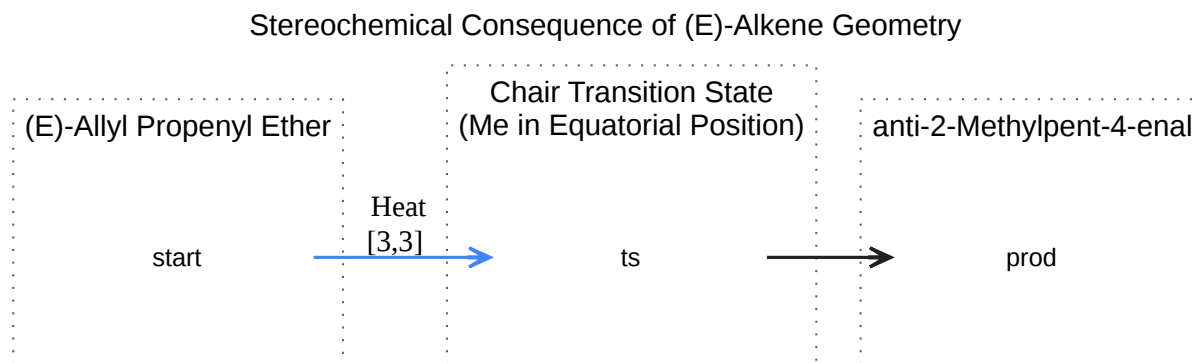 Stereochemical Consequence of (E)-Alkene Geometry
(E)-Allyl Propenyl Ether
start
Heat
[3,3]
Chair Transition State
(Me in Equatorial Position)
ts
anti-2-Methylpent-4-enal
prod